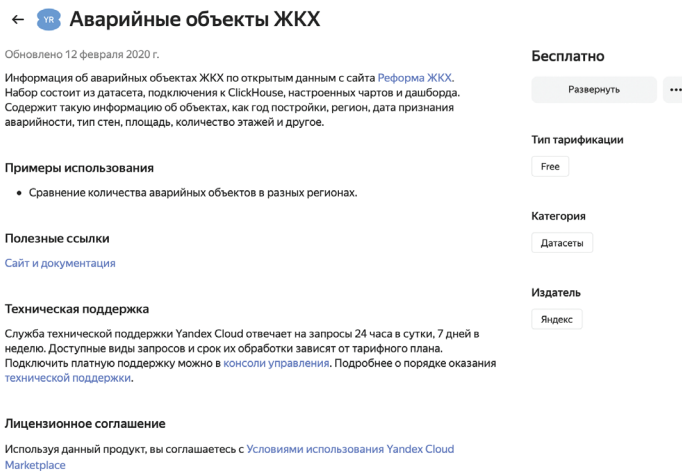 ← YR Аварийные объекты ЖКХ
Обновлено 12 февраля 2020 г.
Информация об аварийных объектах ЖКХ по открытым данным с сайта Реформа ЖКХ.
Набор состоит из датасета, подключения к ClickHouse, настроенных чартов и дашборда.
Содержит такую информацию об объектах, как год постройки, регион, дата признания
аварийности, тип стен, площадь, количество этажей и другое.
Примеры использования
• Сравнение количества аварийных объектов в разных регионах.
Полезные ссылки
Сайт и документация
Техническая поддержка
Служба технической поддержки Yandex Cloud отвечает на запросы 24 часа в сутки, 7 дней в
неделю. Доступные виды запросов и срок их обработки зависят от тарифного плана.
Подключить платную поддержку можно в консоли управления. Подробнее о порядке оказания
технической поддержки.
Лицензионное соглашение
Используя данный продукт, вы соглашаетесь с Условиями использования Yandex Cloud
Marketplace
Бесплатно
Развернуть
Тип тарификации
Free
Категория
Датасеты
Издатель
Яндекс